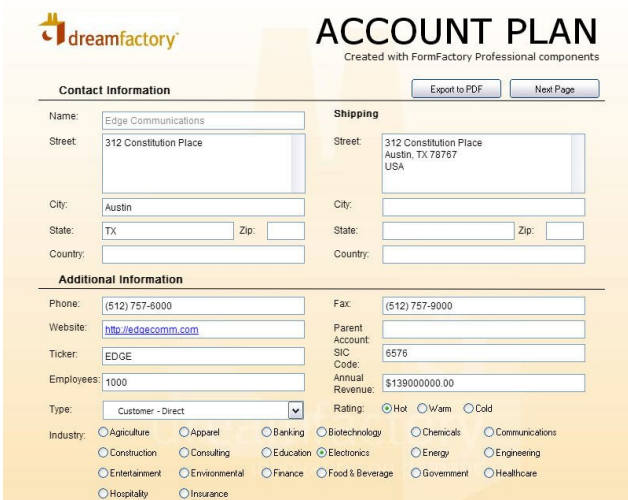 dreamfactory
ACCOUNT PLAN
Created with FormFactory Professional components
Contact Information
Export to PDF Next Page
Name: Edge Communications
Shipping
Street: 312 Constitution Place
Street: 312 Constitution Place
Austin, TX 78767
USA
City: Austin
City:
State: TX Zip:
State: Zip:
Country:
Country:
Additional Information
Phone: (512) 757-6000
Fax: (512) 757-9000
Website: http://edgecomm.com
Parent Account:
Ticker: EDGE
SIC Code: 6576
Employees: 1000
Annual Revenue: $139000000.00
Type: Customer - Direct
Rating: Hot Warm Cold
Industry: Agriculture Apparel Banking Biotechnology Chemicals Communications
Construction Consulting Education Electronics Energy Engineering
Entertainment Environmental Finance Food & Beverage Government Healthcare
Hospitality Insurance